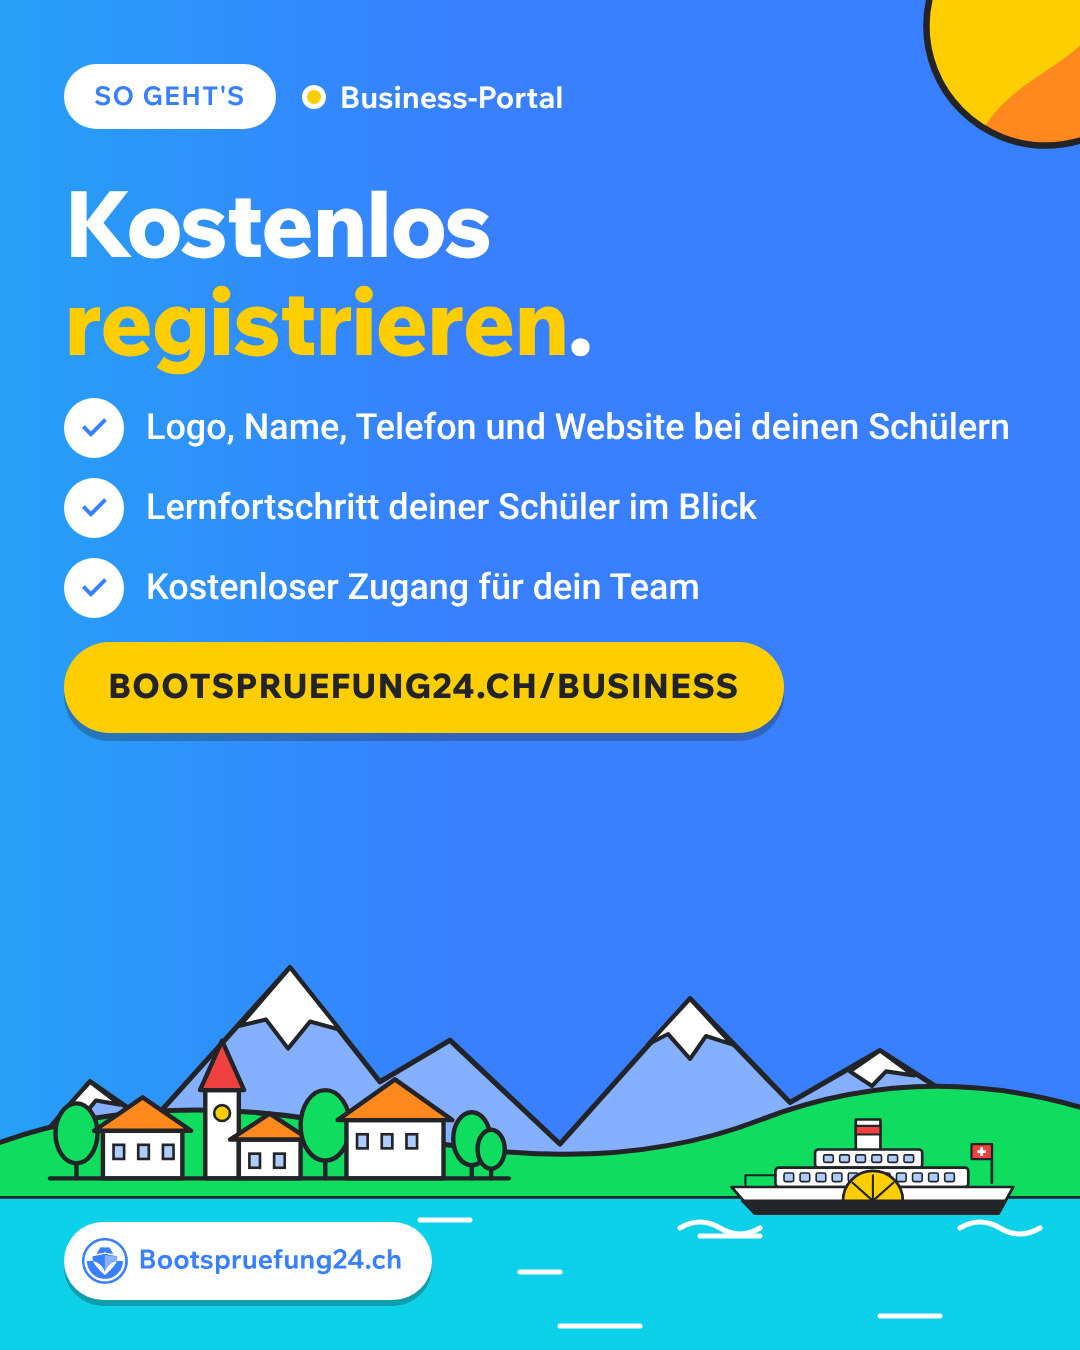 SO GEHT'S
Business-Portal
Kostenlos
registrieren.
Logo, Name, Telefon und Website bei deinen Schülern
Lernfortschritt deiner Schüler im Blick
Kostenloser Zugang für dein Team
BOOTSPRUEFUNG24.CH/BUSINESS
Bootspruefung24.ch